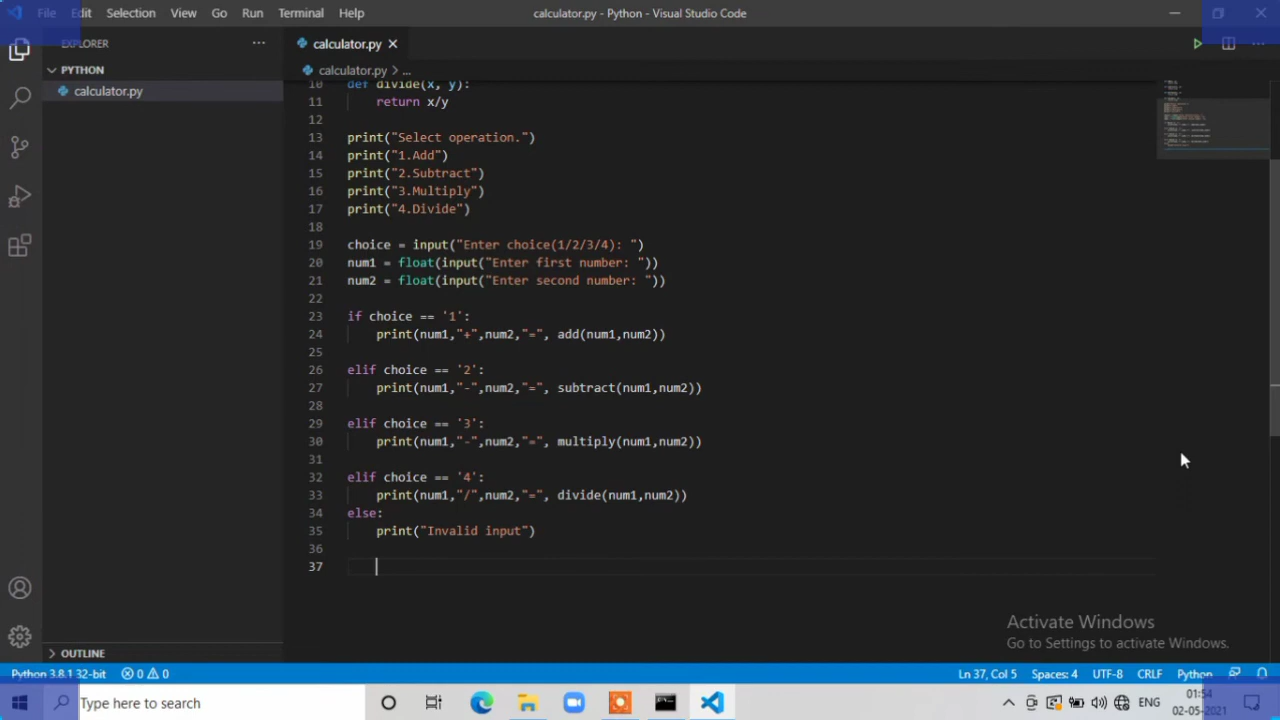 File Edit Selection View Go Run Terminal Help calculator.py - Python - Visual Studio Code
EXPLORER
calculator.py
PYTHON
calculator.py > ...
calculator.py
10 def divide(x, y):
11 return x/y
12
13 print("Select operation.")
14 print("1.Add")
15 print("2.Subtract")
16 print("3.Multiply")
17 print("4.Divide")
18
19 choice = input("Enter choice(1/2/3/4): ")
20 num1 = float(input("Enter first number: "))
21 num2 = float(input("Enter second number: "))
22
23 if choice == '1':
24 print(num1,"+",num2,"=", add(num1,num2))
25
26 elif choice == '2':
27 print(num1,"-",num2,"=", subtract(num1,num2))
28
29 elif choice == '3':
30 print(num1,"-",num2,"=", multiply(num1,num2))
31
32 elif choice == '4':
33 print(num1,"/",num2,"=", divide(num1,num2))
34 else:
35 print("Invalid input")
36
37
Activate Windows
Go to Settings to activate Windows.
OUTLINE
Python 3.8.1 32-bit 0 0 Ln 37, Col 5 Spaces: 4 UTF-8 CRLF Python
Type here to search ENG
01:54
02-05-2021